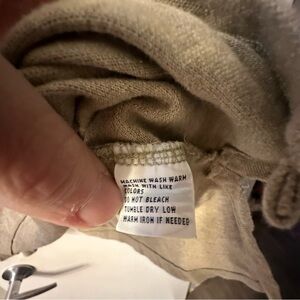 MACHINE WASH WARM
WASH WITH LIKE
COLORS
DO NOT BLEACH
TUMBLE DRY LOW
WARM IRON IF NEEDED